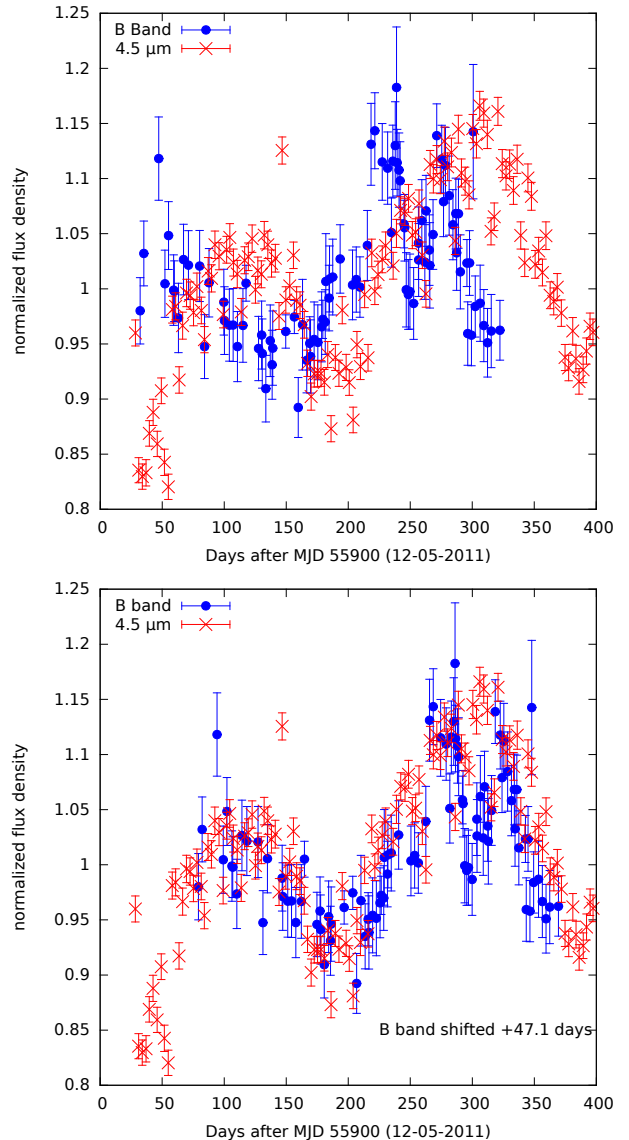 1.25
1.2
1.15
1.1
1.05
1
0.95
0.9
0.85
0.8
normalized flux density
B Band
4.5 μm
0 50 100 150 200 250 300 350 400
Days after MJD 55900 (12-05-2011)
1.25
1.2
1.15
1.1
1.05
1
0.95
0.9
0.85
0.8
normalized flux density
B band
4.5 μm
B band shifted +47.1 days
0 50 100 150 200 250 300 350 400
Days after MJD 55900 (12-05-2011)